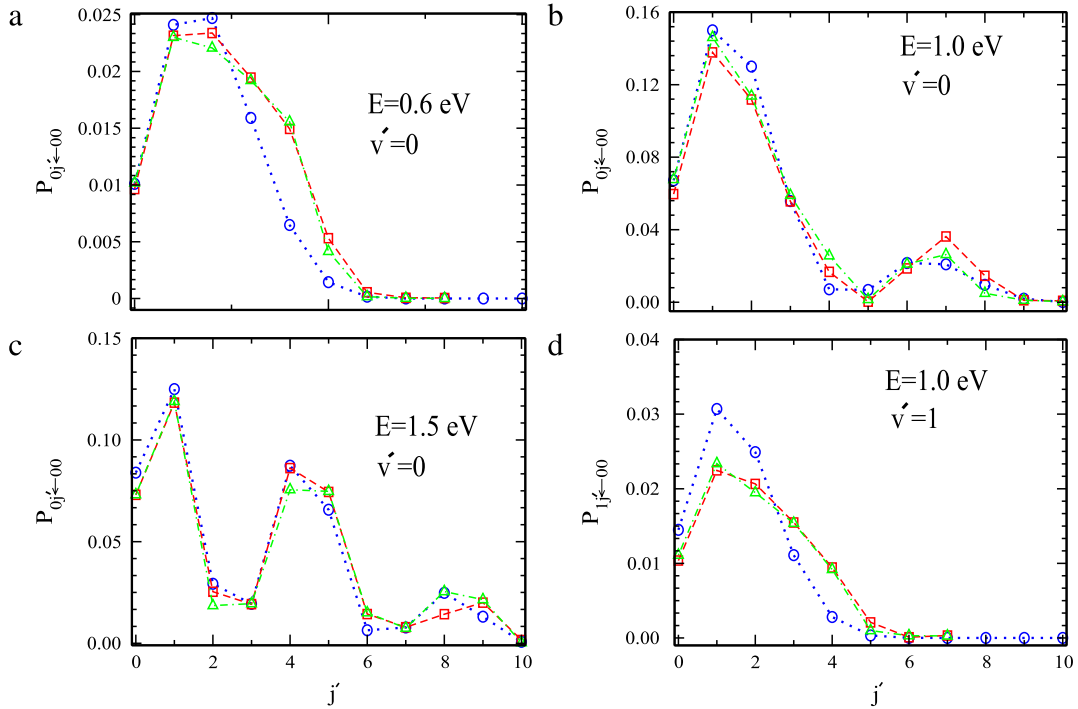 a
0.025
0.020
0.015
0.010
0.005
0
P0j´←00
E=0.6 eV
v´=0
b
0.16
0.12
0.08
0.04
0.00
P0j´←00
E=1.0 eV
v´=0
c
0.15
0.10
0.05
0.00
P0j´←00
E=1.5 eV
v´=0
0 2 4 6 8 10
j´
d
0.04
0.03
0.02
0.01
0.00
P1j´←00
E=1.0 eV
v´=1
0 2 4 6 8 10
j´